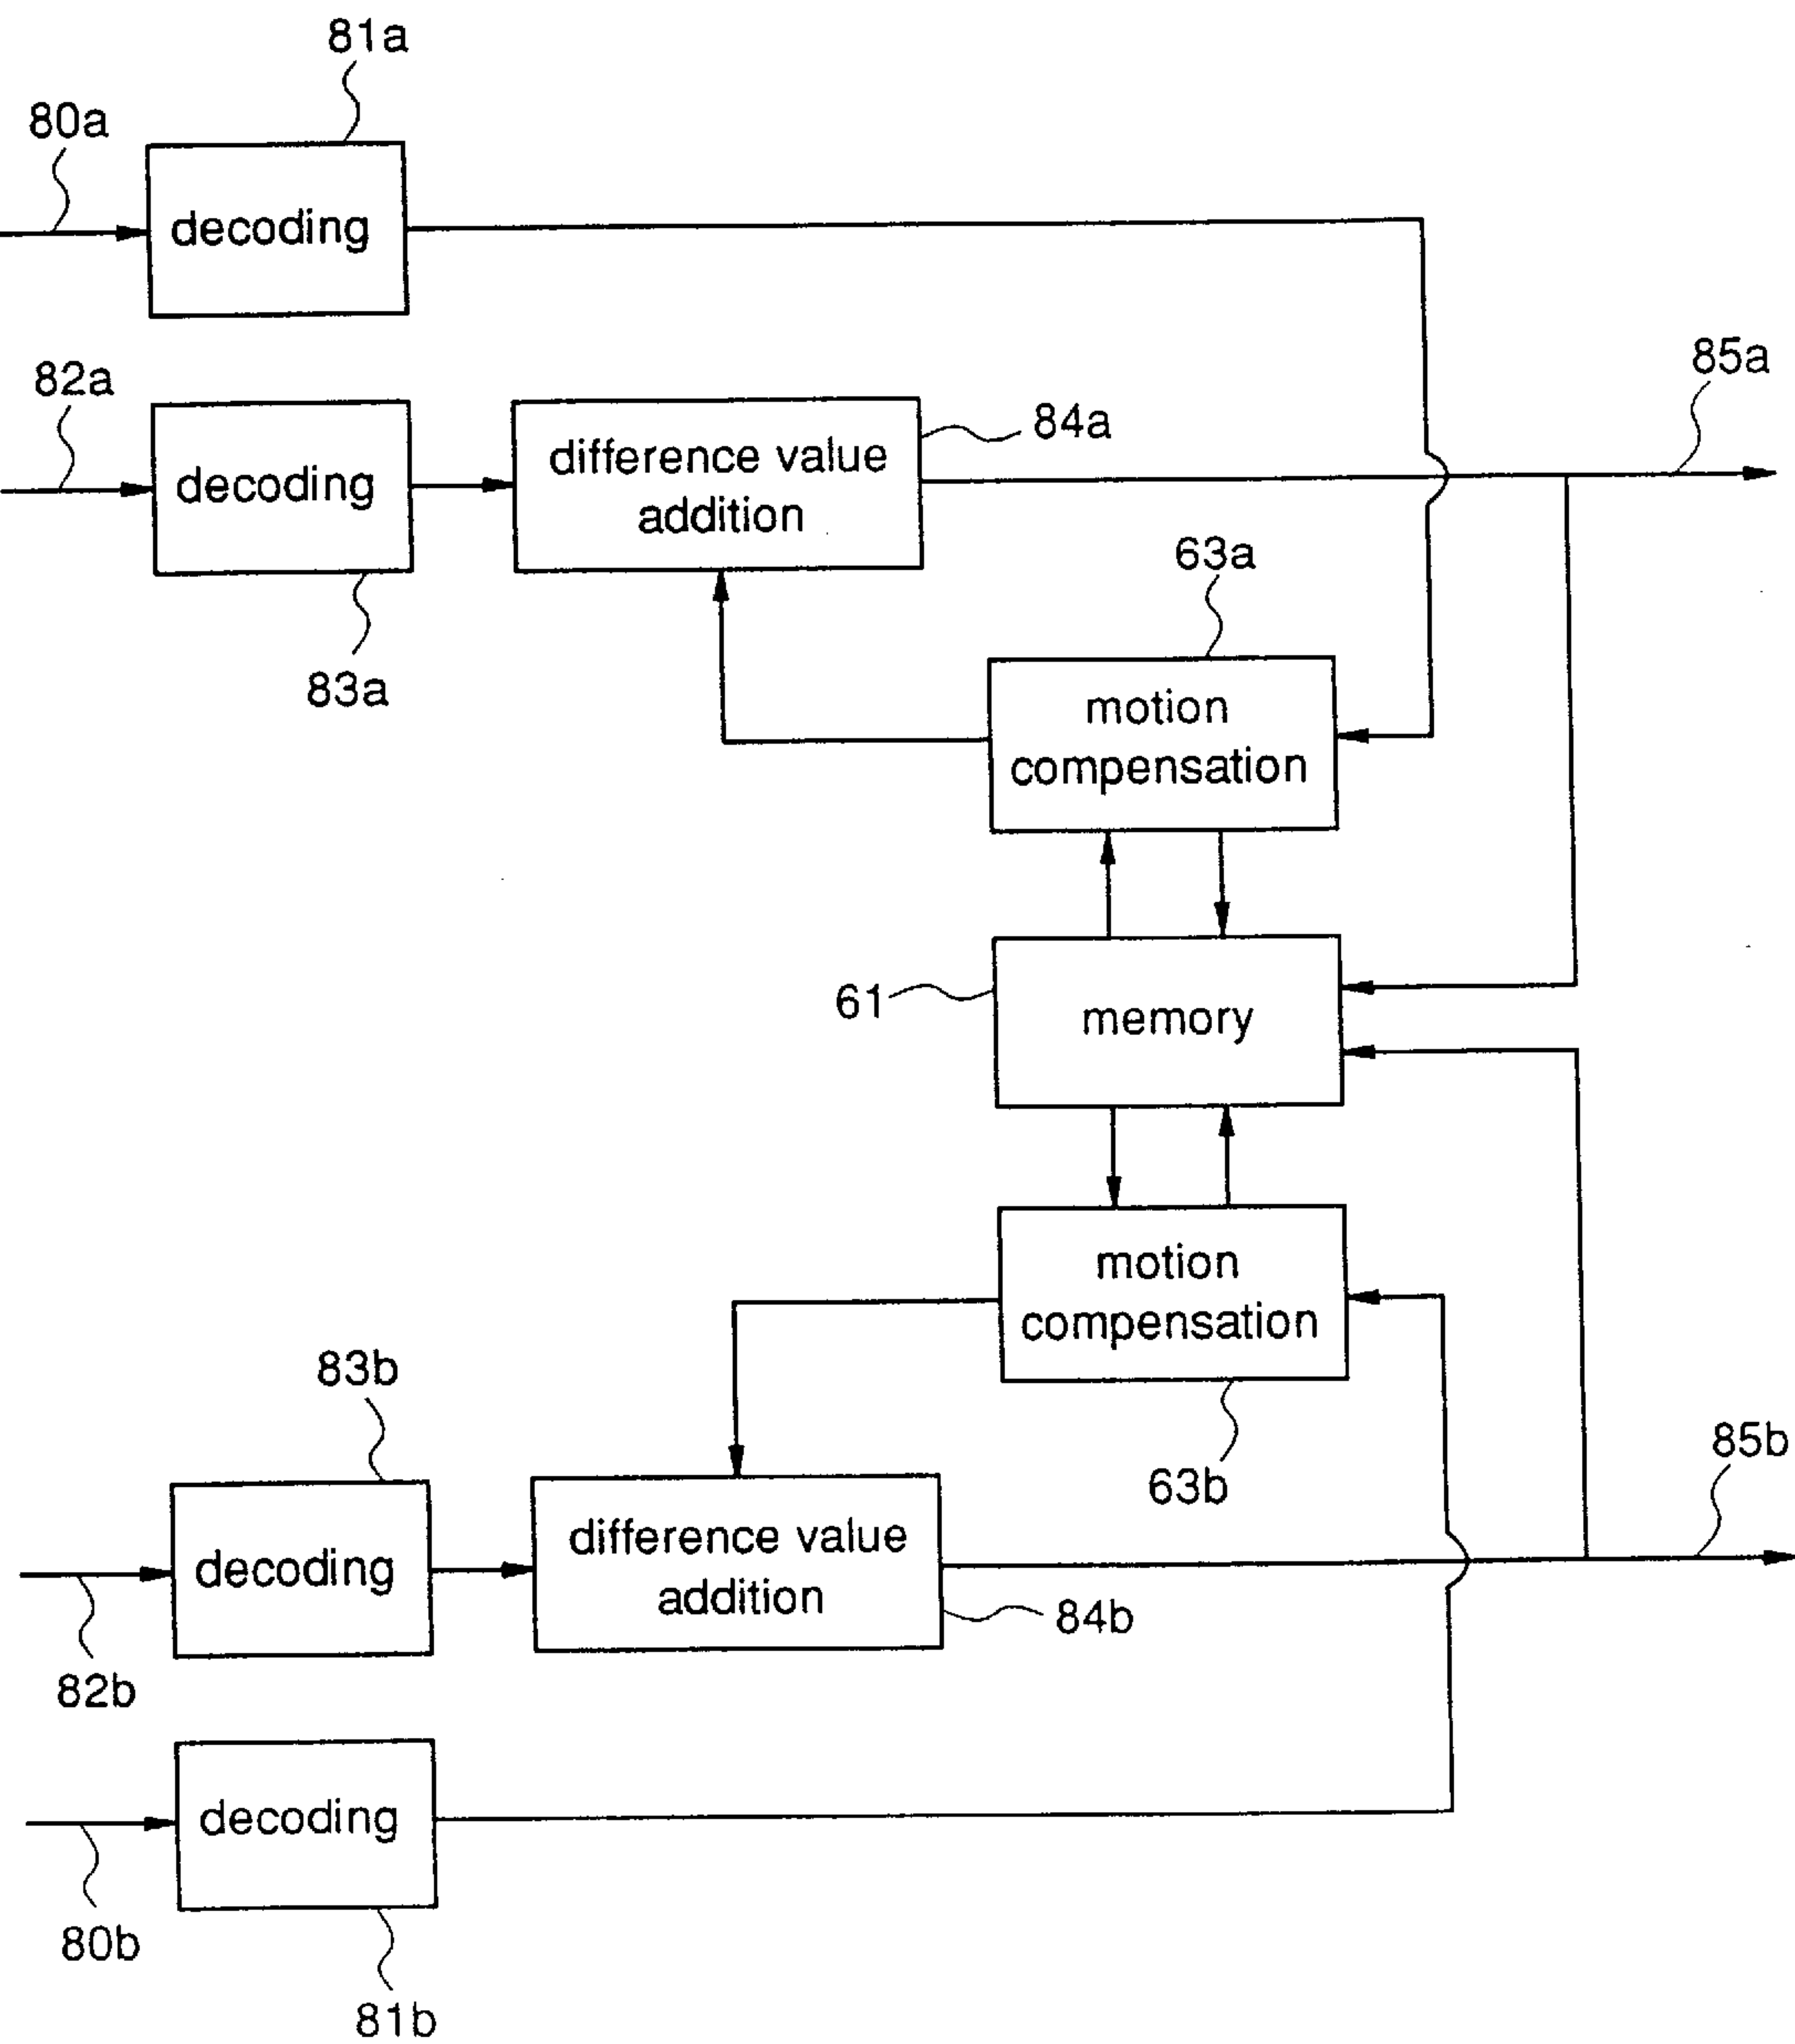 81a
80a
decoding
82a
85a
84a
decoding
difference value
addition
63a
83a
motion
compensation
61
memory
motion
compensation
83b
85b
63b
decoding
difference value
addition
84b
82b
decoding
80b
81b